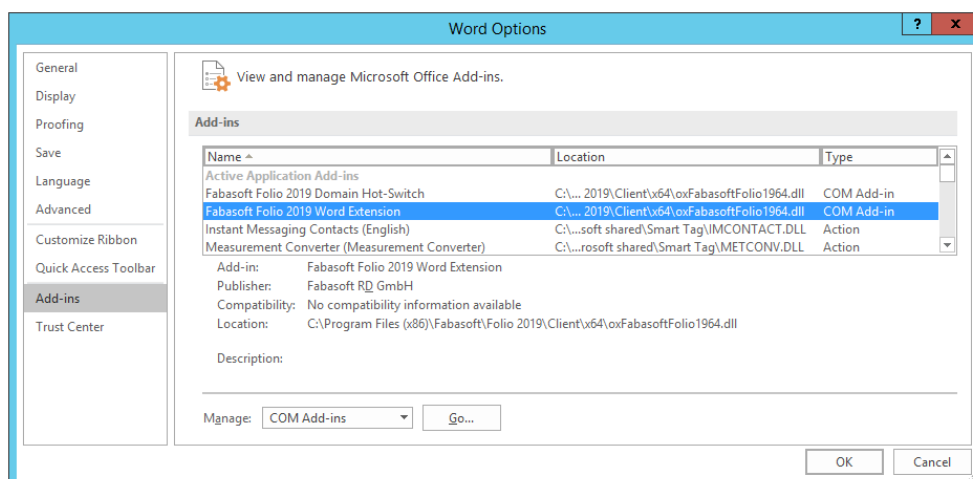 Word Options
? x
General
Display
Proofing
Save
Language
Advanced
Customize Ribbon
Quick Access Toolbar
Add-ins
Trust Center
View and manage Microsoft Office Add-ins.
Add-ins
Name Location Type
Active Application Add-ins
Fabasoft Folio 2019 Domain Hot-Switch C:\... 2019\Client\x64\oxFabasoftFolio1964.dll COM Add-in
Fabasoft Folio 2019 Word Extension C:\... 2019\Client\x64\oxFabasoftFolio1964.dll COM Add-in
Instant Messaging Contacts (English) C:\...soft shared\Smart Tag\IMCONTACT.DLL Action
Measurement Converter (Measurement Converter) C:\...rosoft shared\Smart Tag\METCONV.DLL Action
Add-in: Fabasoft Folio 2019 Word Extension
Publisher: Fabasoft RD GmbH
Compatibility: No compatibility information available
Location: C:\Program Files (x86)\Fabasoft\Folio 2019\Client\x64\oxFabasoftFolio1964.dll
Description:
Manage: COM Add-ins Go...
OK Cancel